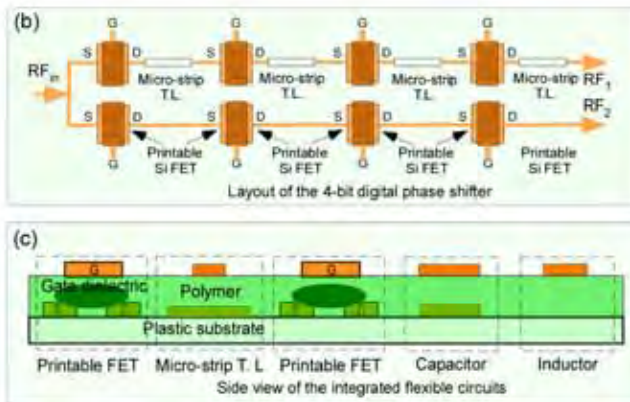 (b)
G G G G
S D S D S D S D
RFin
Micro-strip T.L.
Micro-strip T.L.
Micro-strip T.L.
Micro-strip T.L.
RF1
RF2
S D S D S D S D
G G G G
Printable Si FET
Printable Si FET
Printable Si FET
Printable Si FET
Layout of the 4-bit digital phase shifter
(c)
G G
Gate dielectric
Polymer
Plastic substrate
Printable FET
Micro-strip T. L
Printable FET
Capacitor
Inductor
Side view of the integrated flexible circuits